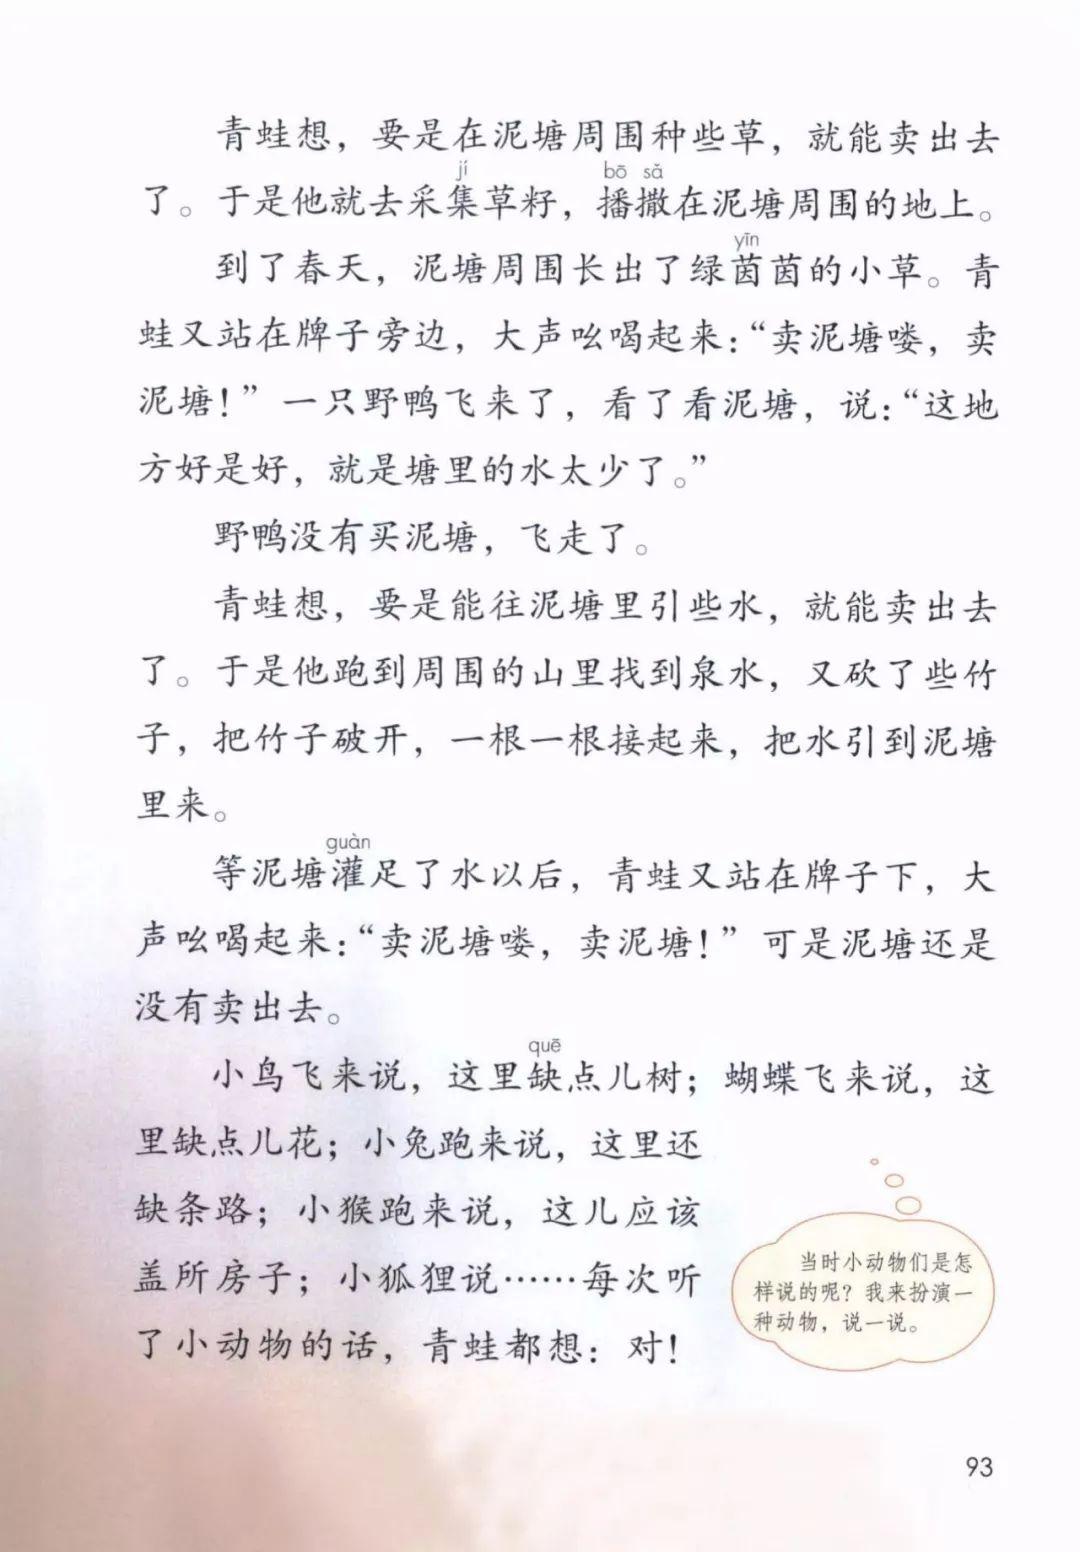 青蛙想，要是在泥塘周围种些草，就能卖出去
jí bō sǎ
了。于是他就去采集草籽，播撒在泥塘周围的地上。
yīn
到了春天，泥塘周围长出了绿茵茵的小草。青
蛙又站在牌子旁边，大声吆喝起来：“卖泥塘喽，卖
泥塘！”一只野鸭飞来了，看了看泥塘，说：“这地
方好是好，就是塘里的水太少了。”
野鸭没有买泥塘，飞走了。
青蛙想，要是能往泥塘里引些水，就能卖出去
了。于是他跑到周围的山里找到泉水，又砍了些竹
子，把竹子破开，一根一根接起来，把水引到泥塘
里来。
guàn
等泥塘灌足了水以后，青蛙又站在牌子下，大
声吆喝起来：“卖泥塘喽，卖泥塘！”可是泥塘还是
没有卖出去。
quē
小鸟飞来说，这里缺点儿树；蝴蝶飞来说，这
里缺点儿花；小兔跑来说，这里还
缺条路；小猴跑来说，这儿应该
盖所房子；小狐狸说……每次听
了小动物的话，青蛙都想：对！
当时小动物们是怎
样说的呢？我来扮演一
种动物，说一说。
93